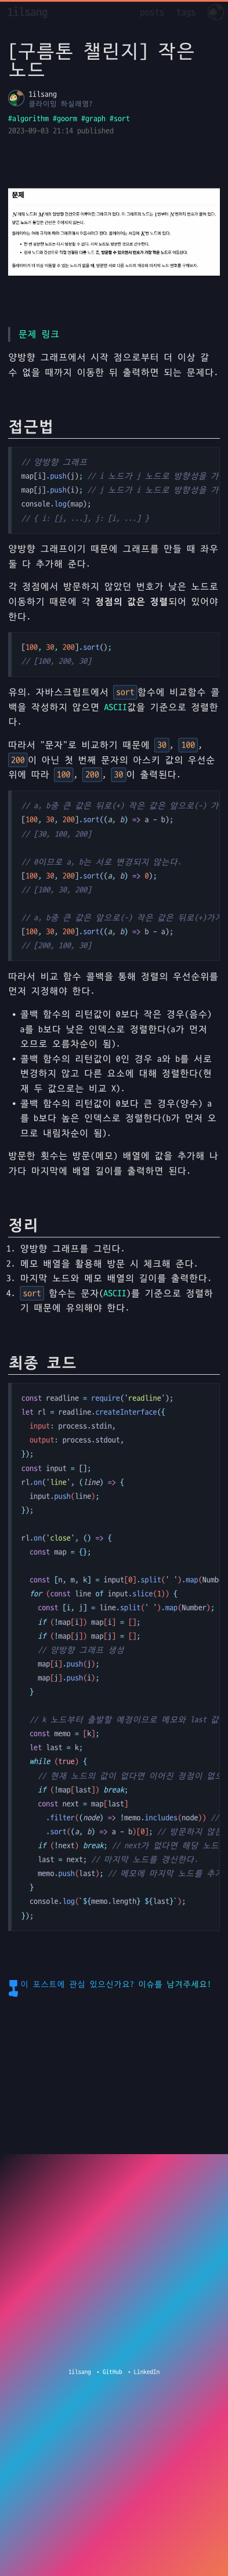 1ilsang
posts tags
[구름톤 챌린지] 작은
노드
1ilsang
클라이밍 하실래염?
#algorithm #goorm #graph #sort
2023-09-03 21:14 published
문제
문제 링크
양방향 그래프에서 시작 점으로부터 더 이상 갈
수 없을 때까지 이동한 뒤 출력하면 되는 문제다.
접근법
// 양방향 그래프
map[i].push(j); // i 노드가 j 노드로 방향성을 가
map[j].push(i); // j 노드가 i 노드로 방향성을 가
console.log(map);
// { i: [j, ...], j: [i, ...] }
양방향 그래프이기 때문에 그래프를 만들 때 좌우
둘 다 추가해 준다.
각 정점에서 방문하지 않았던 번호가 낮은 노드로
이동하기 때문에 각 정점의 값은 정렬되어 있어야
한다.
[100, 30, 200].sort();
// [100, 200, 30]
유의. 자바스크립트에서 sort함수에 비교함수 콜
백을 작성하지 않으면 ASCII값을 기준으로 정렬한
다.
따라서 "문자"로 비교하기 때문에 30, 100,
200이 아닌 첫 번째 문자의 아스키 값의 우선순
위에 따라 100, 200, 30이 출력된다.
// a, b중 큰 값은 뒤로(+) 작은 값은 앞으로(-) 가
[100, 30, 200].sort((a, b) => a - b);
// [30, 100, 200]
// 0이므로 a, b는 서로 변경되지 않는다.
[100, 30, 200].sort((a, b) => 0);
// [100, 30, 200]
// a, b중 큰 값은 앞으로(-) 작은 값은 뒤로(+)가게
[100, 30, 200].sort((a, b) => b - a);
// [200, 100, 30]
따라서 비교 함수 콜백을 통해 정렬의 우선순위를
먼저 지정해야 한다.
• 콜백 함수의 리턴값이 0보다 작은 경우(음수)
a를 b보다 낮은 인덱스로 정렬한다(a가 먼저
오므로 오름차순이 됨).
• 콜백 함수의 리턴값이 0인 경우 a와 b를 서로
변경하지 않고 다른 요소에 대해 정렬한다(현
재 두 값으로는 비교 X).
• 콜백 함수의 리턴값이 0보다 큰 경우(양수) a
를 b보다 높은 인덱스로 정렬한다(b가 먼저 오
므로 내림차순이 됨).
방문한 횟수는 방문(메모) 배열에 값을 추가해 나
가다 마지막에 배열 길이를 출력하면 된다.
정리
1. 양방향 그래프를 그린다.
2. 메모 배열을 활용해 방문 시 체크해 준다.
3. 마지막 노드와 메모 배열의 길이를 출력한다.
4. sort 함수는 문자(ASCII)를 기준으로 정렬하
기 때문에 유의해야 한다.
최종 코드
const readline = require('readline');
let rl = readline.createInterface({
input: process.stdin,
output: process.stdout,
});
const input = [];
rl.on('line', (line) => {
input.push(line);
});
rl.on('close', () => {
const map = {};
const [n, m, k] = input[0].split(' ').map(Numb
for (const line of input.slice(1)) {
const [i, j] = line.split(' ').map(Number);
if (!map[i]) map[i] = [];
if (!map[j]) map[j] = [];
// 양방향 그래프 생성
map[i].push(j);
map[j].push(i);
}
// k 노드부터 출발할 예정이므로 메모와 last 값
const memo = [k];
let last = k;
while (true) {
// 현재 노드의 값이 없다면 이어진 정점이 없으
if (!map[last]) break;
const next = map[last]
.filter((node) => !memo.includes(node)) //
.sort((a, b) => a - b)[0]; // 방문하지 않은
if (!next) break; // next가 없다면 해당 노드
last = next; // 마지막 노드를 갱신한다.
memo.push(last); // 메모에 마지막 노드를 추가
}
console.log(`${memo.length} ${last}`);
});
이 포스트에 관심 있으신가요? 이슈를 남겨주세요!
1ilsang • GitHub • LinkedIn